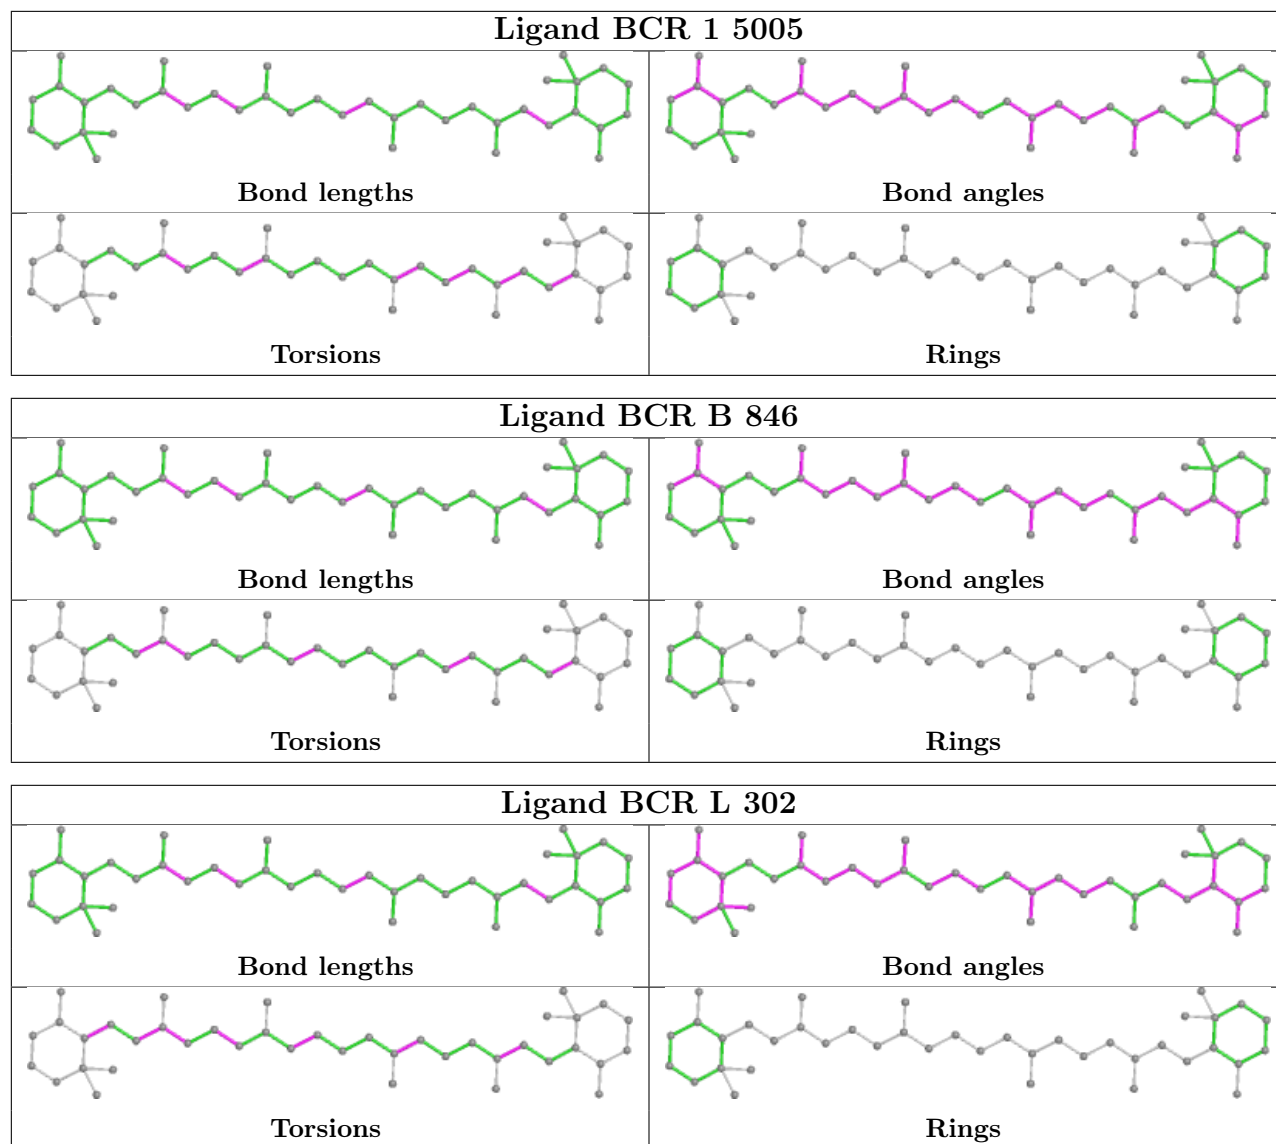 Ligand BCR 1 5005
Bond lengths
Bond angles
Torsions
Rings
Ligand BCR B 846
Bond lengths
Bond angles
Torsions
Rings
Ligand BCR L 302
Bond lengths
Bond angles
Torsions
Rings